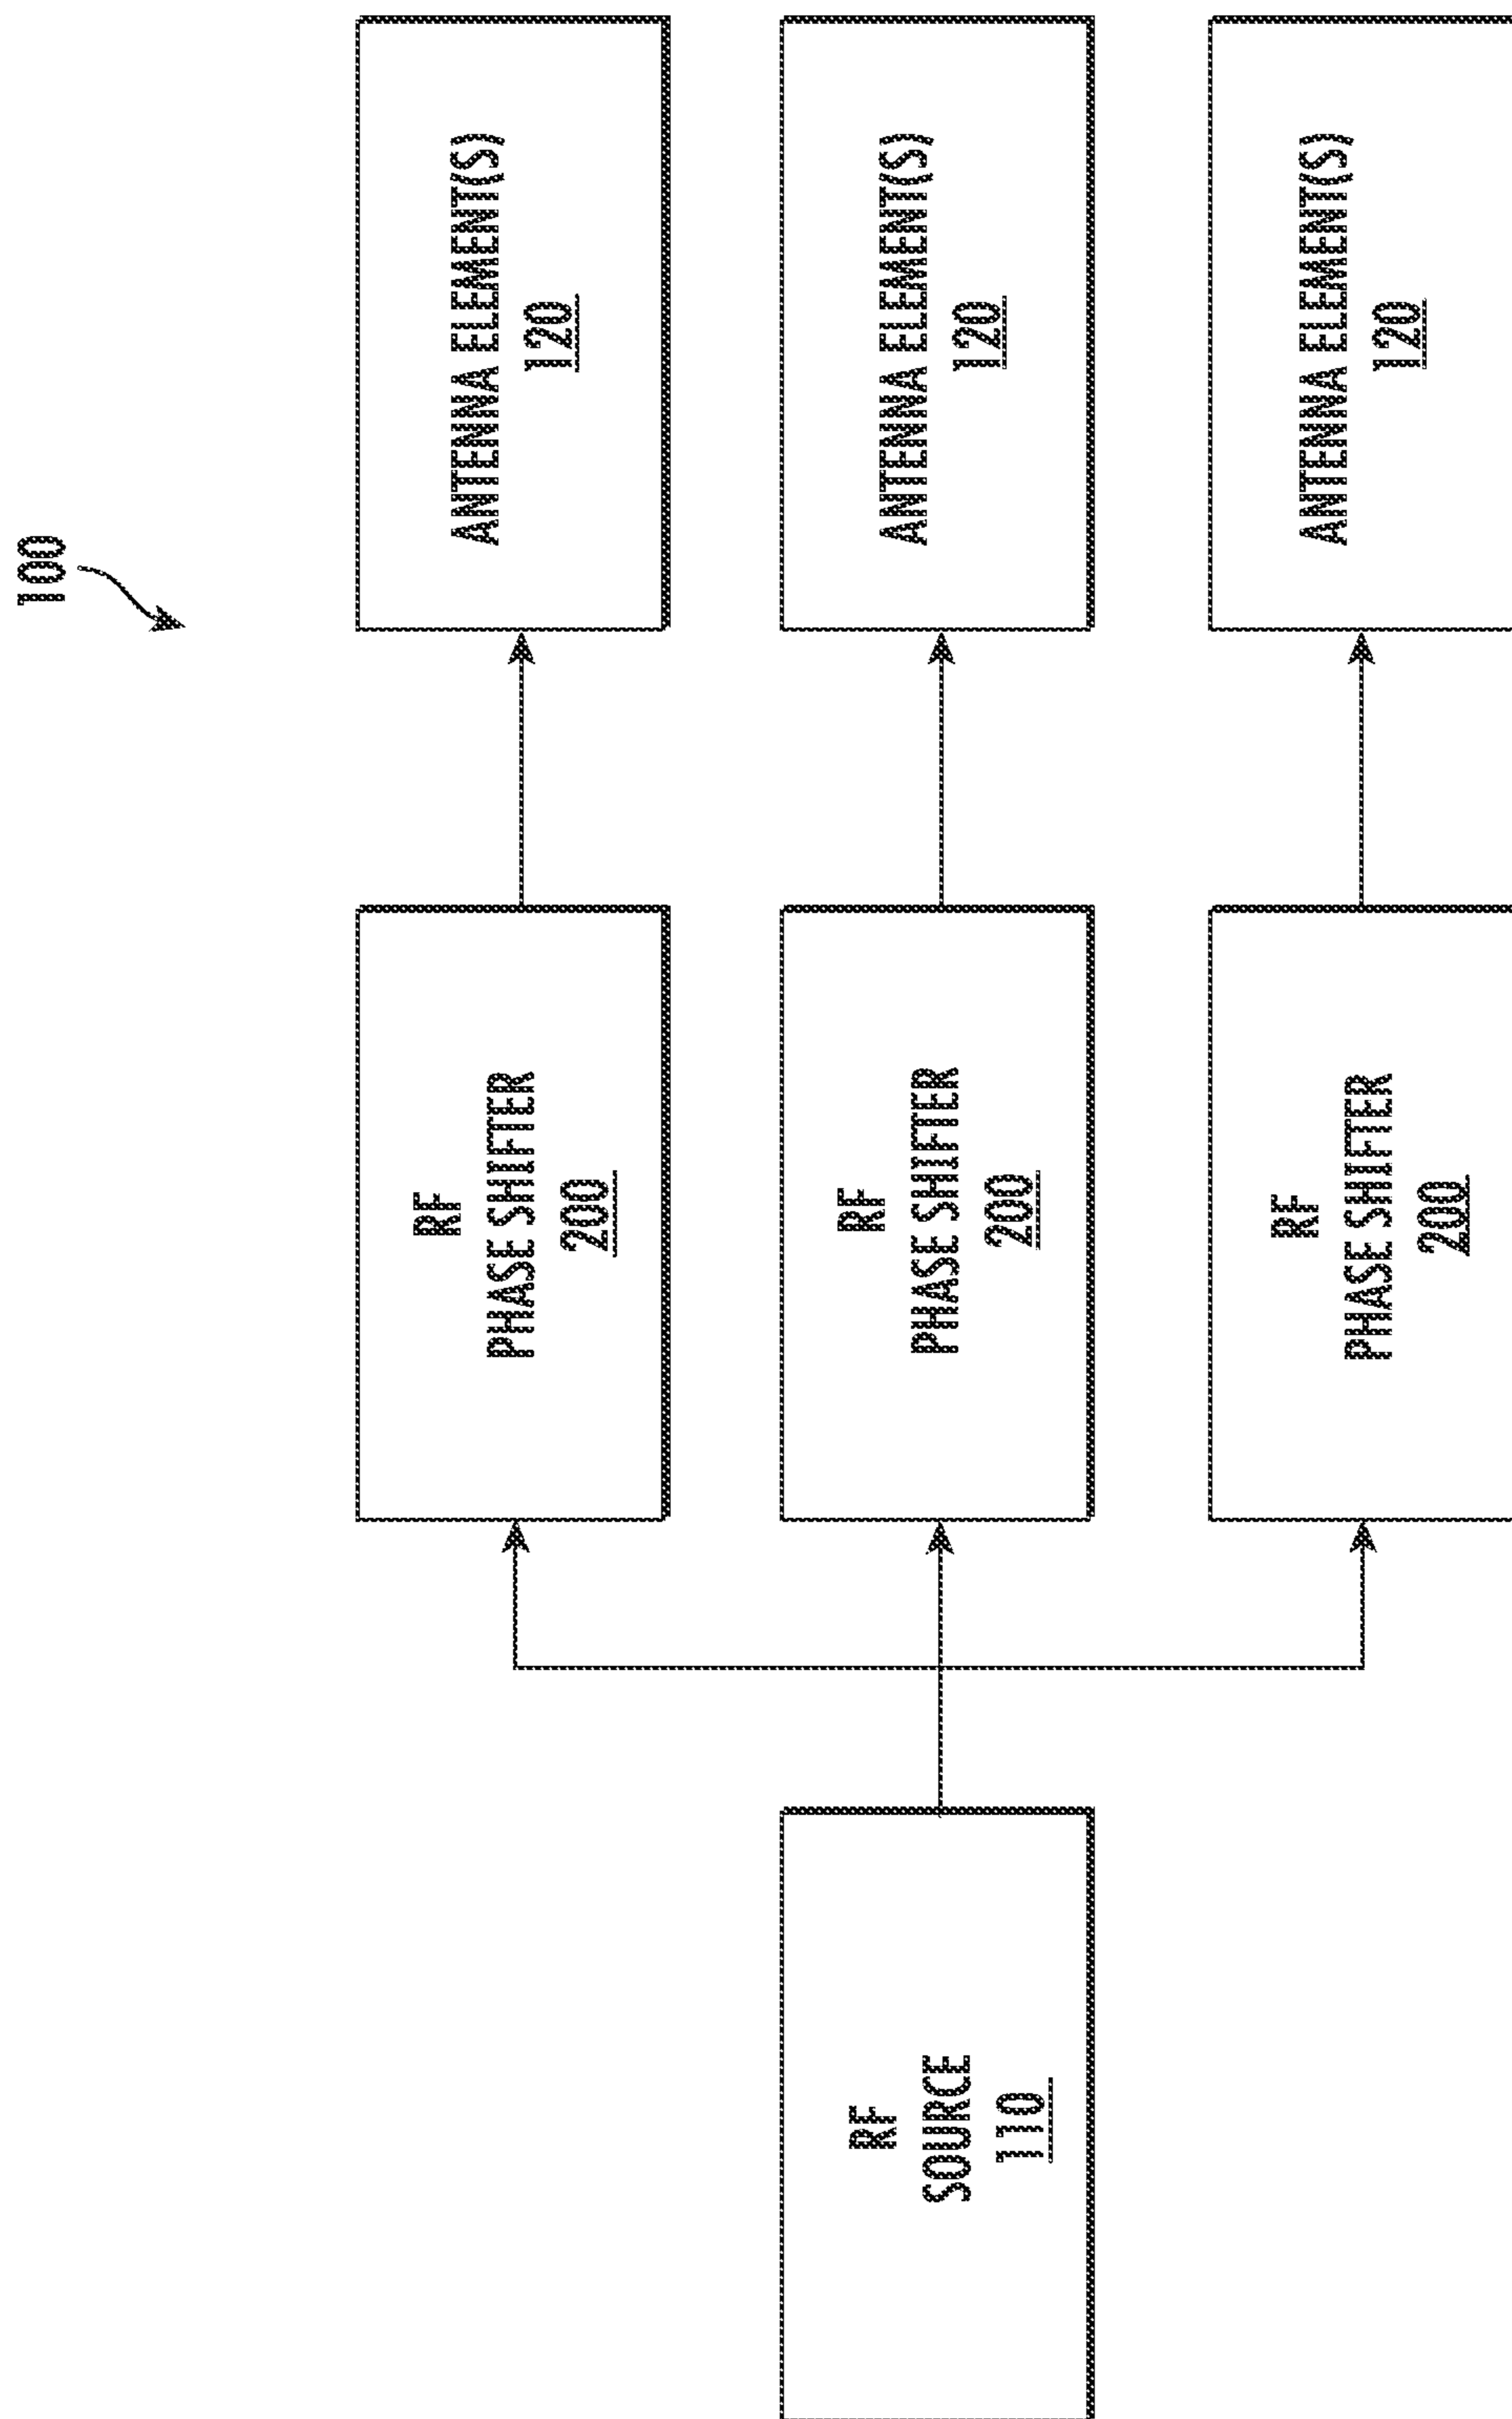 100
RF
SOURCE
110
RF
PHASE SHIFTER
200
ANTENNA ELEMENT(S)
120
RF
PHASE SHIFTER
200
ANTENNA ELEMENT(S)
120
RF
PHASE SHIFTER
200
ANTENNA ELEMENT(S)
120